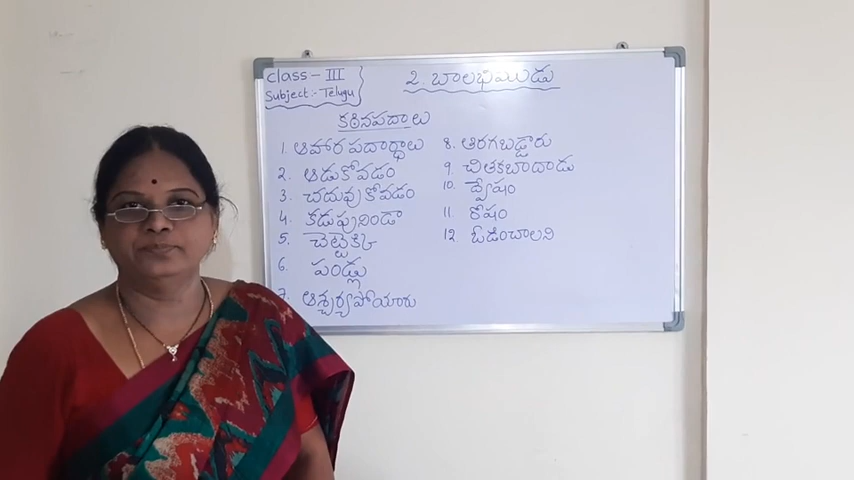 class - III
Subject:- Telugu
2. బాలభీముడు
కఠినపదాలు
1. ఆహార పదార్థాలు
2. ఆడుకోవడం
3. చదువుకోవడం
4. కడుపునిండా
5. చెట్టెక్కి
6. పండ్లు
7. ఆశ్చర్యపోయారు
8. ఆరగబడ్డారు
9. చితకబాదాడు
10. ద్వేషం
11. రోషం
12. ఓడించాలని